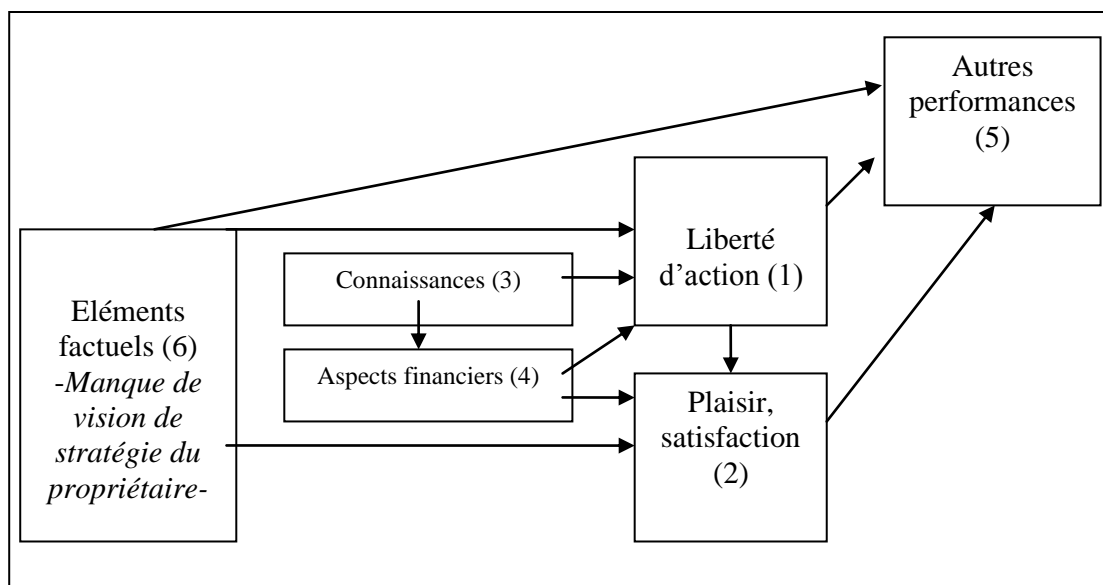 Autres
performances
(5)
Liberté
d’action (1)
Connaissances (3)
Eléments
factuels (6)
-Manque de
vision de
stratégie du
propriétaire-
Aspects financiers (4)
Plaisir,
satisfaction
(2)